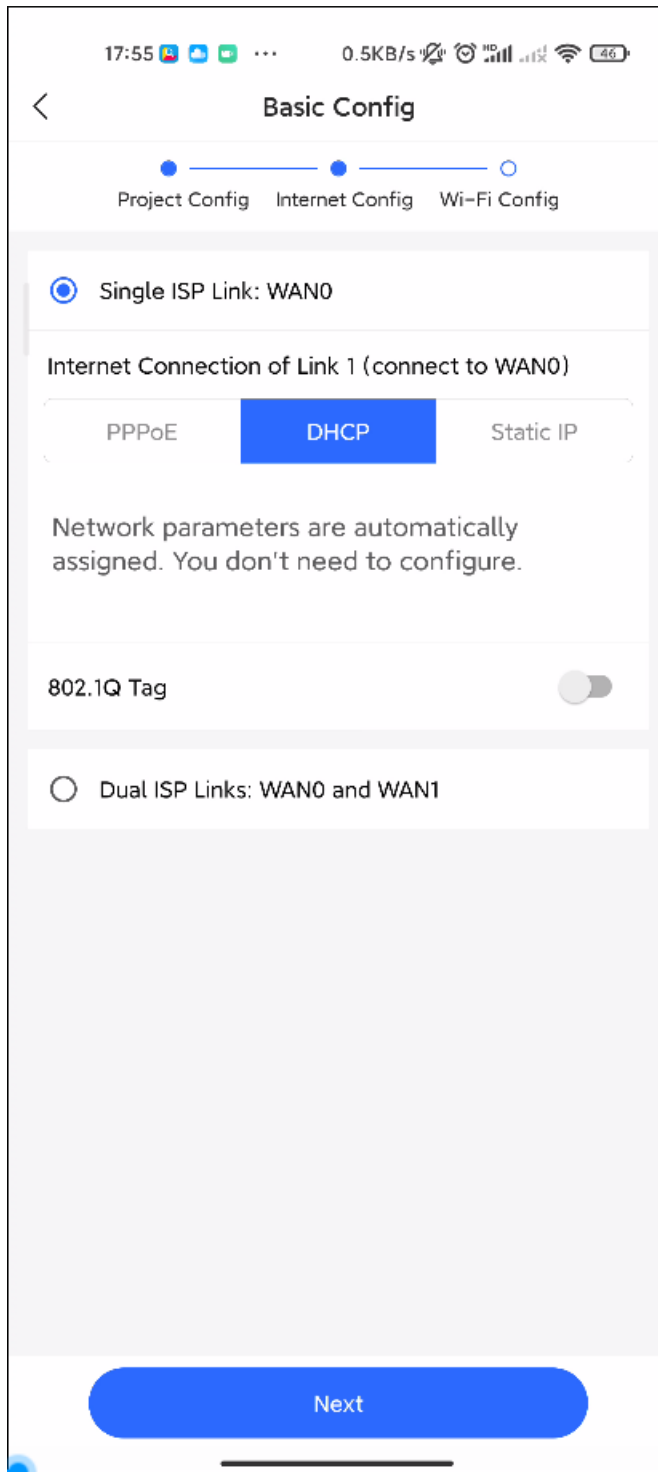 17:55 ··· 0.5KB/s HD 46
Basic Config
Project Config Internet Config Wi-Fi Config
Single ISP Link: WAN0
Internet Connection of Link 1 (connect to WAN0)
PPPoE DHCP Static IP
Network parameters are automatically
assigned. You don't need to configure.
802.1Q Tag
Dual ISP Links: WAN0 and WAN1
Next